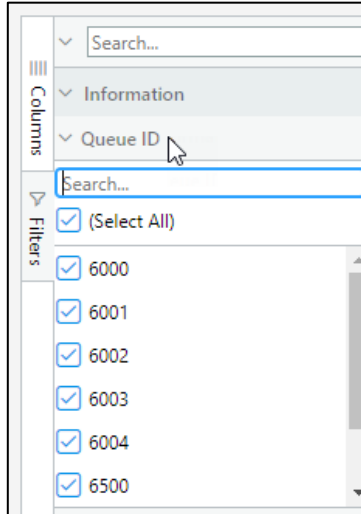 Search...
Columns
Information
Queue ID
Search...
Filters
(Select All)
6000
6001
6002
6003
6004
6500